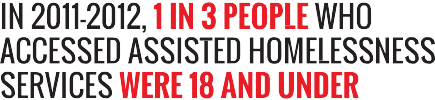 IN 2011-2012, 1 IN 3 PEOPLE WHO
ACCESSED ASSISTED HOMELESSNESS
SERVICES WERE 18 AND UNDER